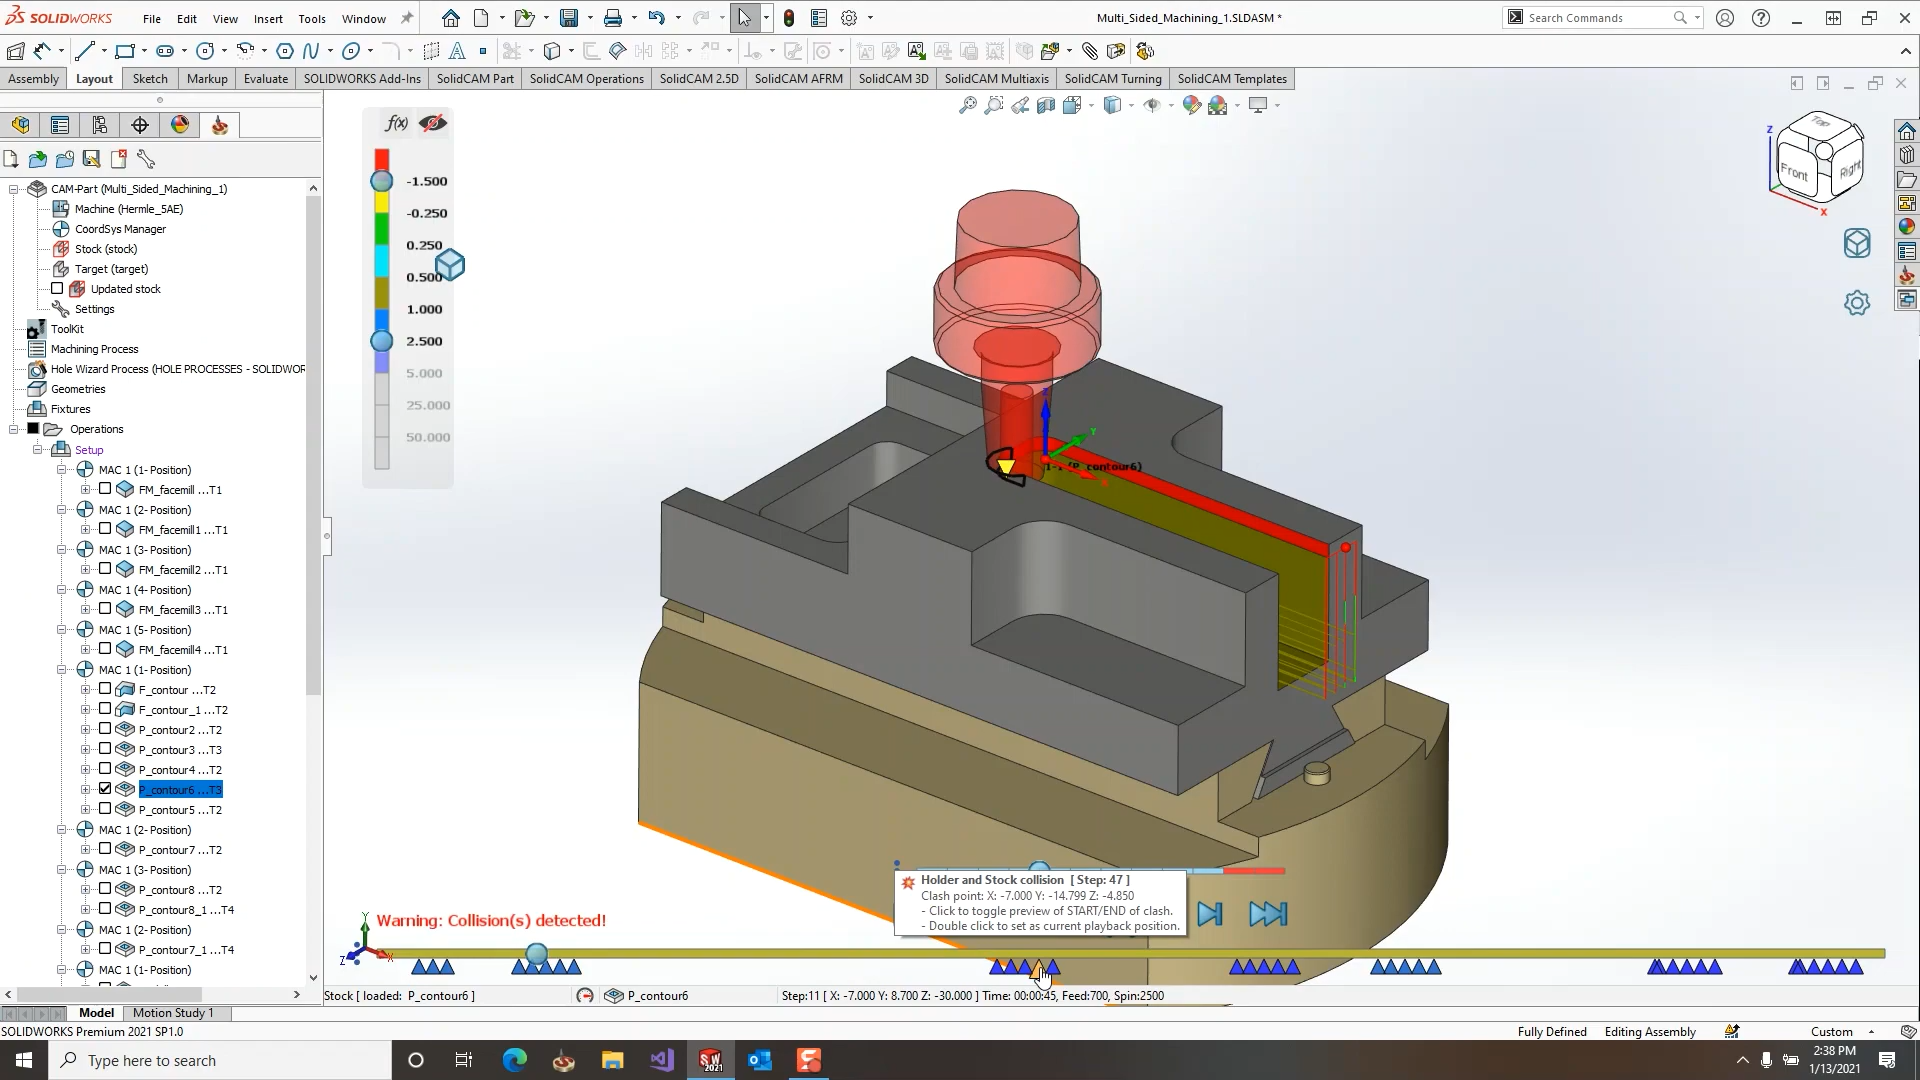 SOLIDWORKS File Edit View Insert Tools Window Multi_Sided_Machining_1.SLDASM * Search Commands
Assembly Layout Sketch Markup Evaluate SOLIDWORKS Add-Ins SolidCAM Part SolidCAM Operations SolidCAM 2.5D SolidCAM AFRM SolidCAM 3D SolidCAM Multiaxis SolidCAM Turning SolidCAM Templates
CAM-Part (Multi_Sided_Machining_1)
Machine (Hermle_5AE)
CoordSys Manager
Stock (stock)
Target (target)
Updated stock
Settings
ToolKit
Machining Process
Hole Wizard Process (HOLE PROCESSES - SOLIDWOR
Geometries
Fixtures
Operations
Setup
MAC 1 (1- Position)
FM_facemill ...T1
MAC 1 (2- Position)
FM_facemill1 ...T1
MAC 1 (3- Position)
FM_facemill2 ...T1
MAC 1 (4- Position)
FM_facemill3 ...T1
MAC 1 (5- Position)
FM_facemill4 ...T1
MAC 1 (1- Position)
F_contour ...T2
F_contour_1 ...T2
P_contour2 ...T2
P_contour3 ...T3
P_contour4 ...T2
P_contour6 ...T3
P_contour5 ...T2
MAC 1 (2- Position)
P_contour7 ...T2
MAC 1 (3- Position)
P_contour8 ...T2
P_contour8_1 ...T4
MAC 1 (2- Position)
P_contour7_1 ...T4
MAC 1 (1- Position)
f(x)
-1.500
-0.250
0.250
0.500
1.000
2.500
5.000
25.000
50.000
Top
Front Right
Z
X
Z
Y
X
(P_contour6)
Holder and Stock collision [ Step: 47 ]
Clash point: X: -7.000 Y: -14.799 Z: -4.850
- Click to toggle preview of START/END of clash.
- Double click to set as current playback position.
Warning: Collision(s) detected!
Y
Z X
Stock [ loaded: P_contour6 ] P_contour6 Step:11 [ X: -7.000 Y: 8.700 Z: -30.000 ] Time: 00:00:45, Feed:700, Spin:2500
Model Motion Study 1
SOLIDWORKS Premium 2021 SP1.0 Fully Defined Editing Assembly Custom
Type here to search
SW
2021
2:38 PM
1/13/2021